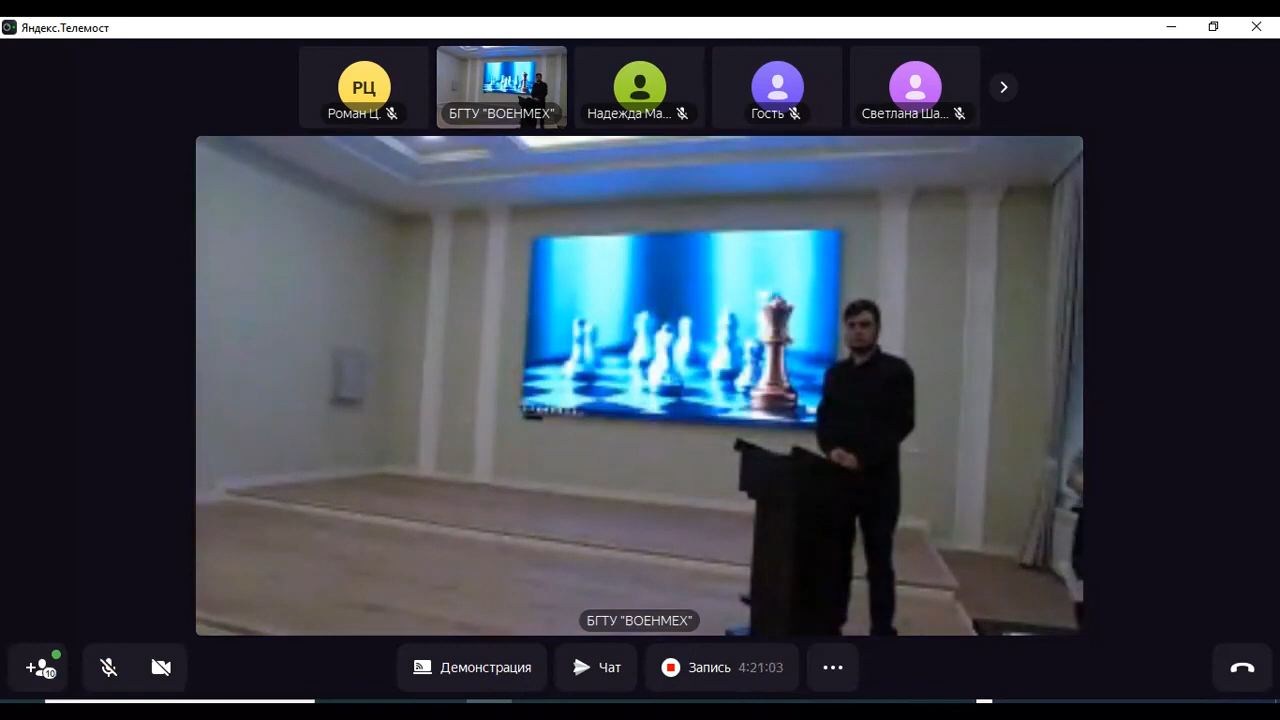 Яндекс.Телемост
РЦ
Роман Ц.
БГТУ "ВОЕНМЕХ"
Надежда Ма...
Гость
Светлана Ша...
БГТУ "ВОЕНМЕХ"
10
Демонстрация
Чат
Запись 4:21:03